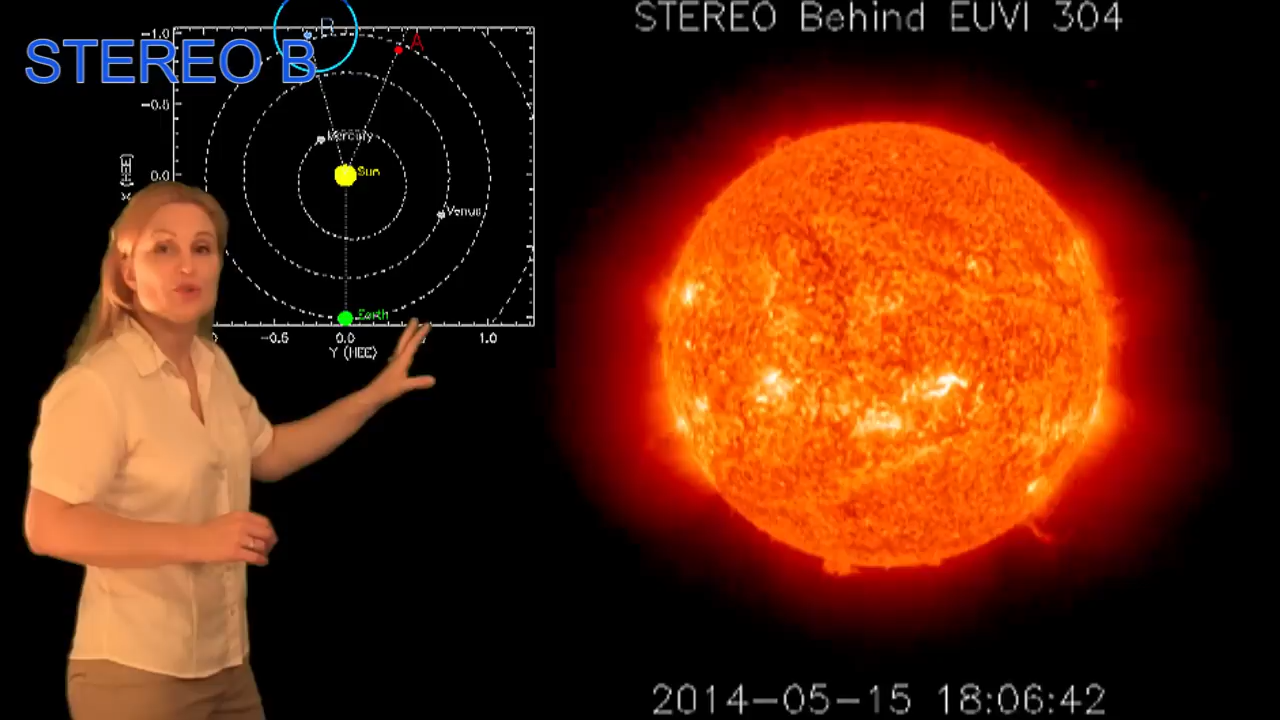 STEREO Behind EUVI 304
STEREO B
B
A
-1.0
-0.5
0.0
Mercury
Sun
Venus
Earth
-0.5
0.0
1.0
Y (HEE)
2014-05-15 18:06:42